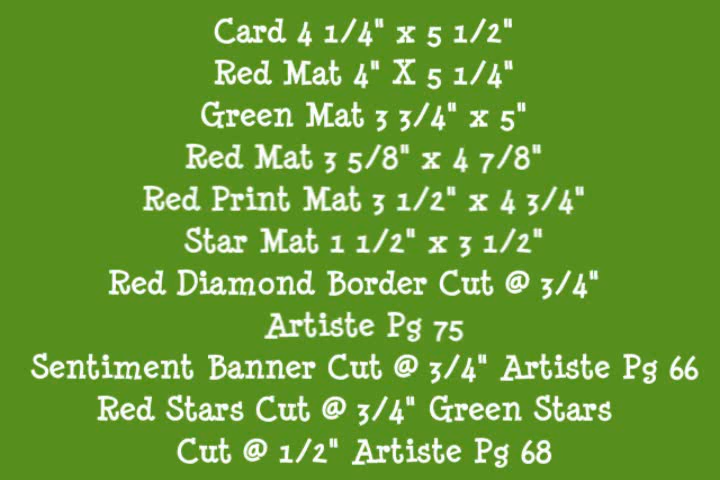 Card 4 1/4" x 5 1/2"
Red Mat 4" X 5 1/4"
Green Mat 3 3/4" x 5"
Red Mat 3 5/8" x 4 7/8"
Red Print Mat 3 1/2" x 4 3/4"
Star Mat 1 1/2" x 3 1/2"
Red Diamond Border Cut @ 3/4"
Artiste Pg 75
Sentiment Banner Cut @ 3/4" Artiste Pg 66
Red Stars Cut @ 3/4" Green Stars
Cut @ 1/2" Artiste Pg 68